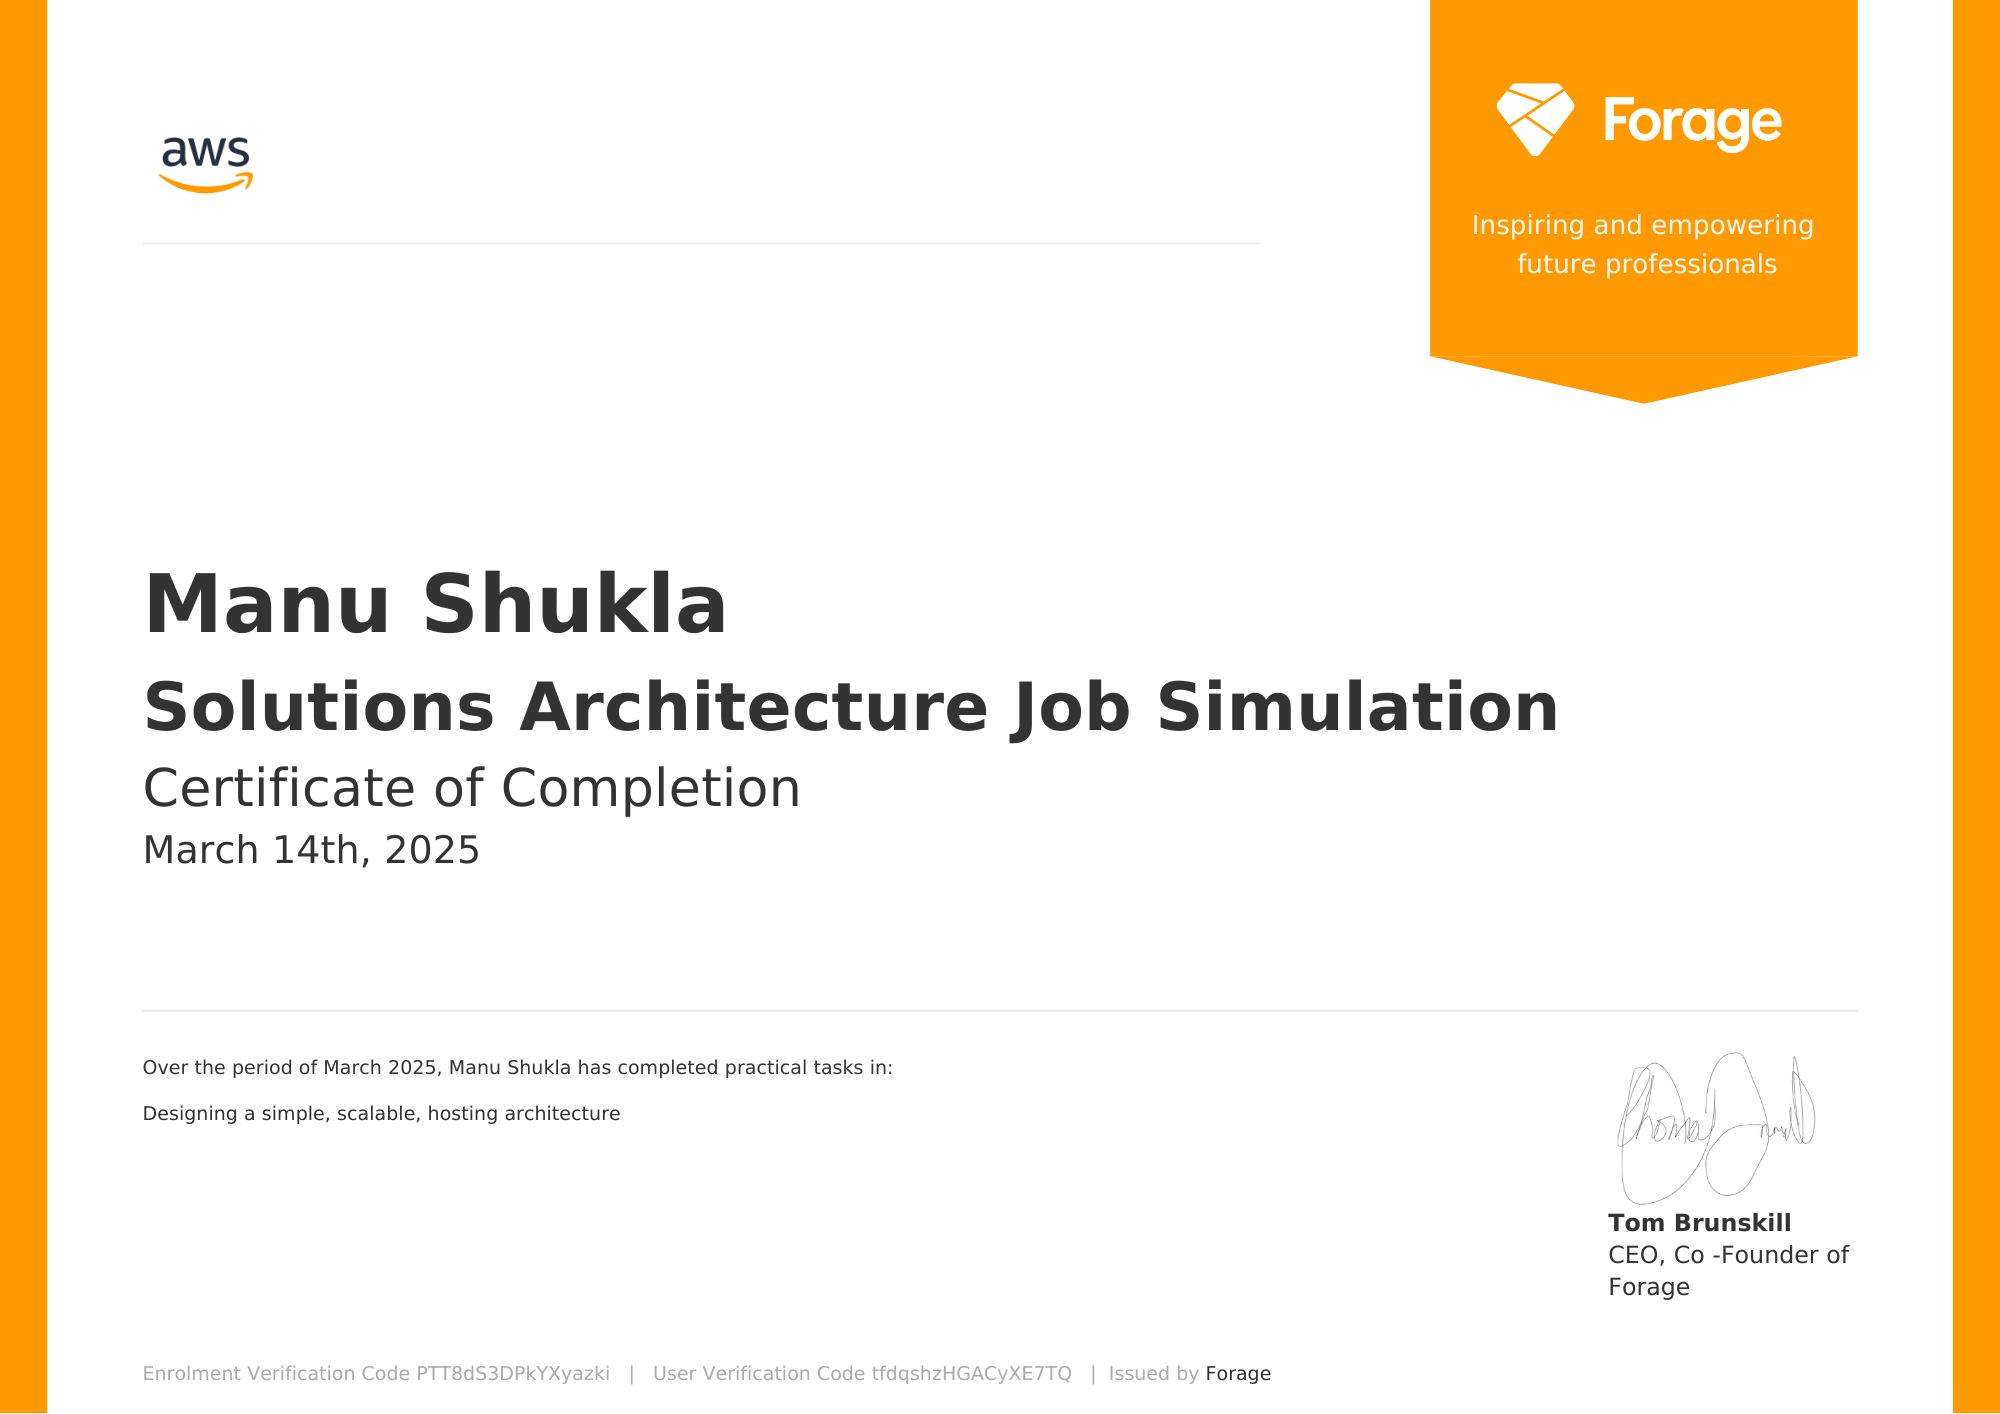 aws
Forage
Inspiring and empowering
future professionals
Manu Shukla
Solutions Architecture Job Simulation
Certificate of Completion
March 14th, 2025
Over the period of March 2025, Manu Shukla has completed practical tasks in:
Designing a simple, scalable, hosting architecture
Tom Brunskill
CEO, Co -Founder of
Forage
Enrolment Verification Code PTT8dS3DPkYXyazki | User Verification Code tfdqshzHGACyXE7TQ | Issued by Forage